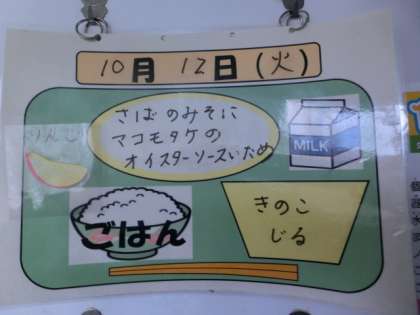 10月 12日(火)
さばのみそに
マコモタケの
オイスターソースいため
りんご
MILK
ごはん
きのこ
じる